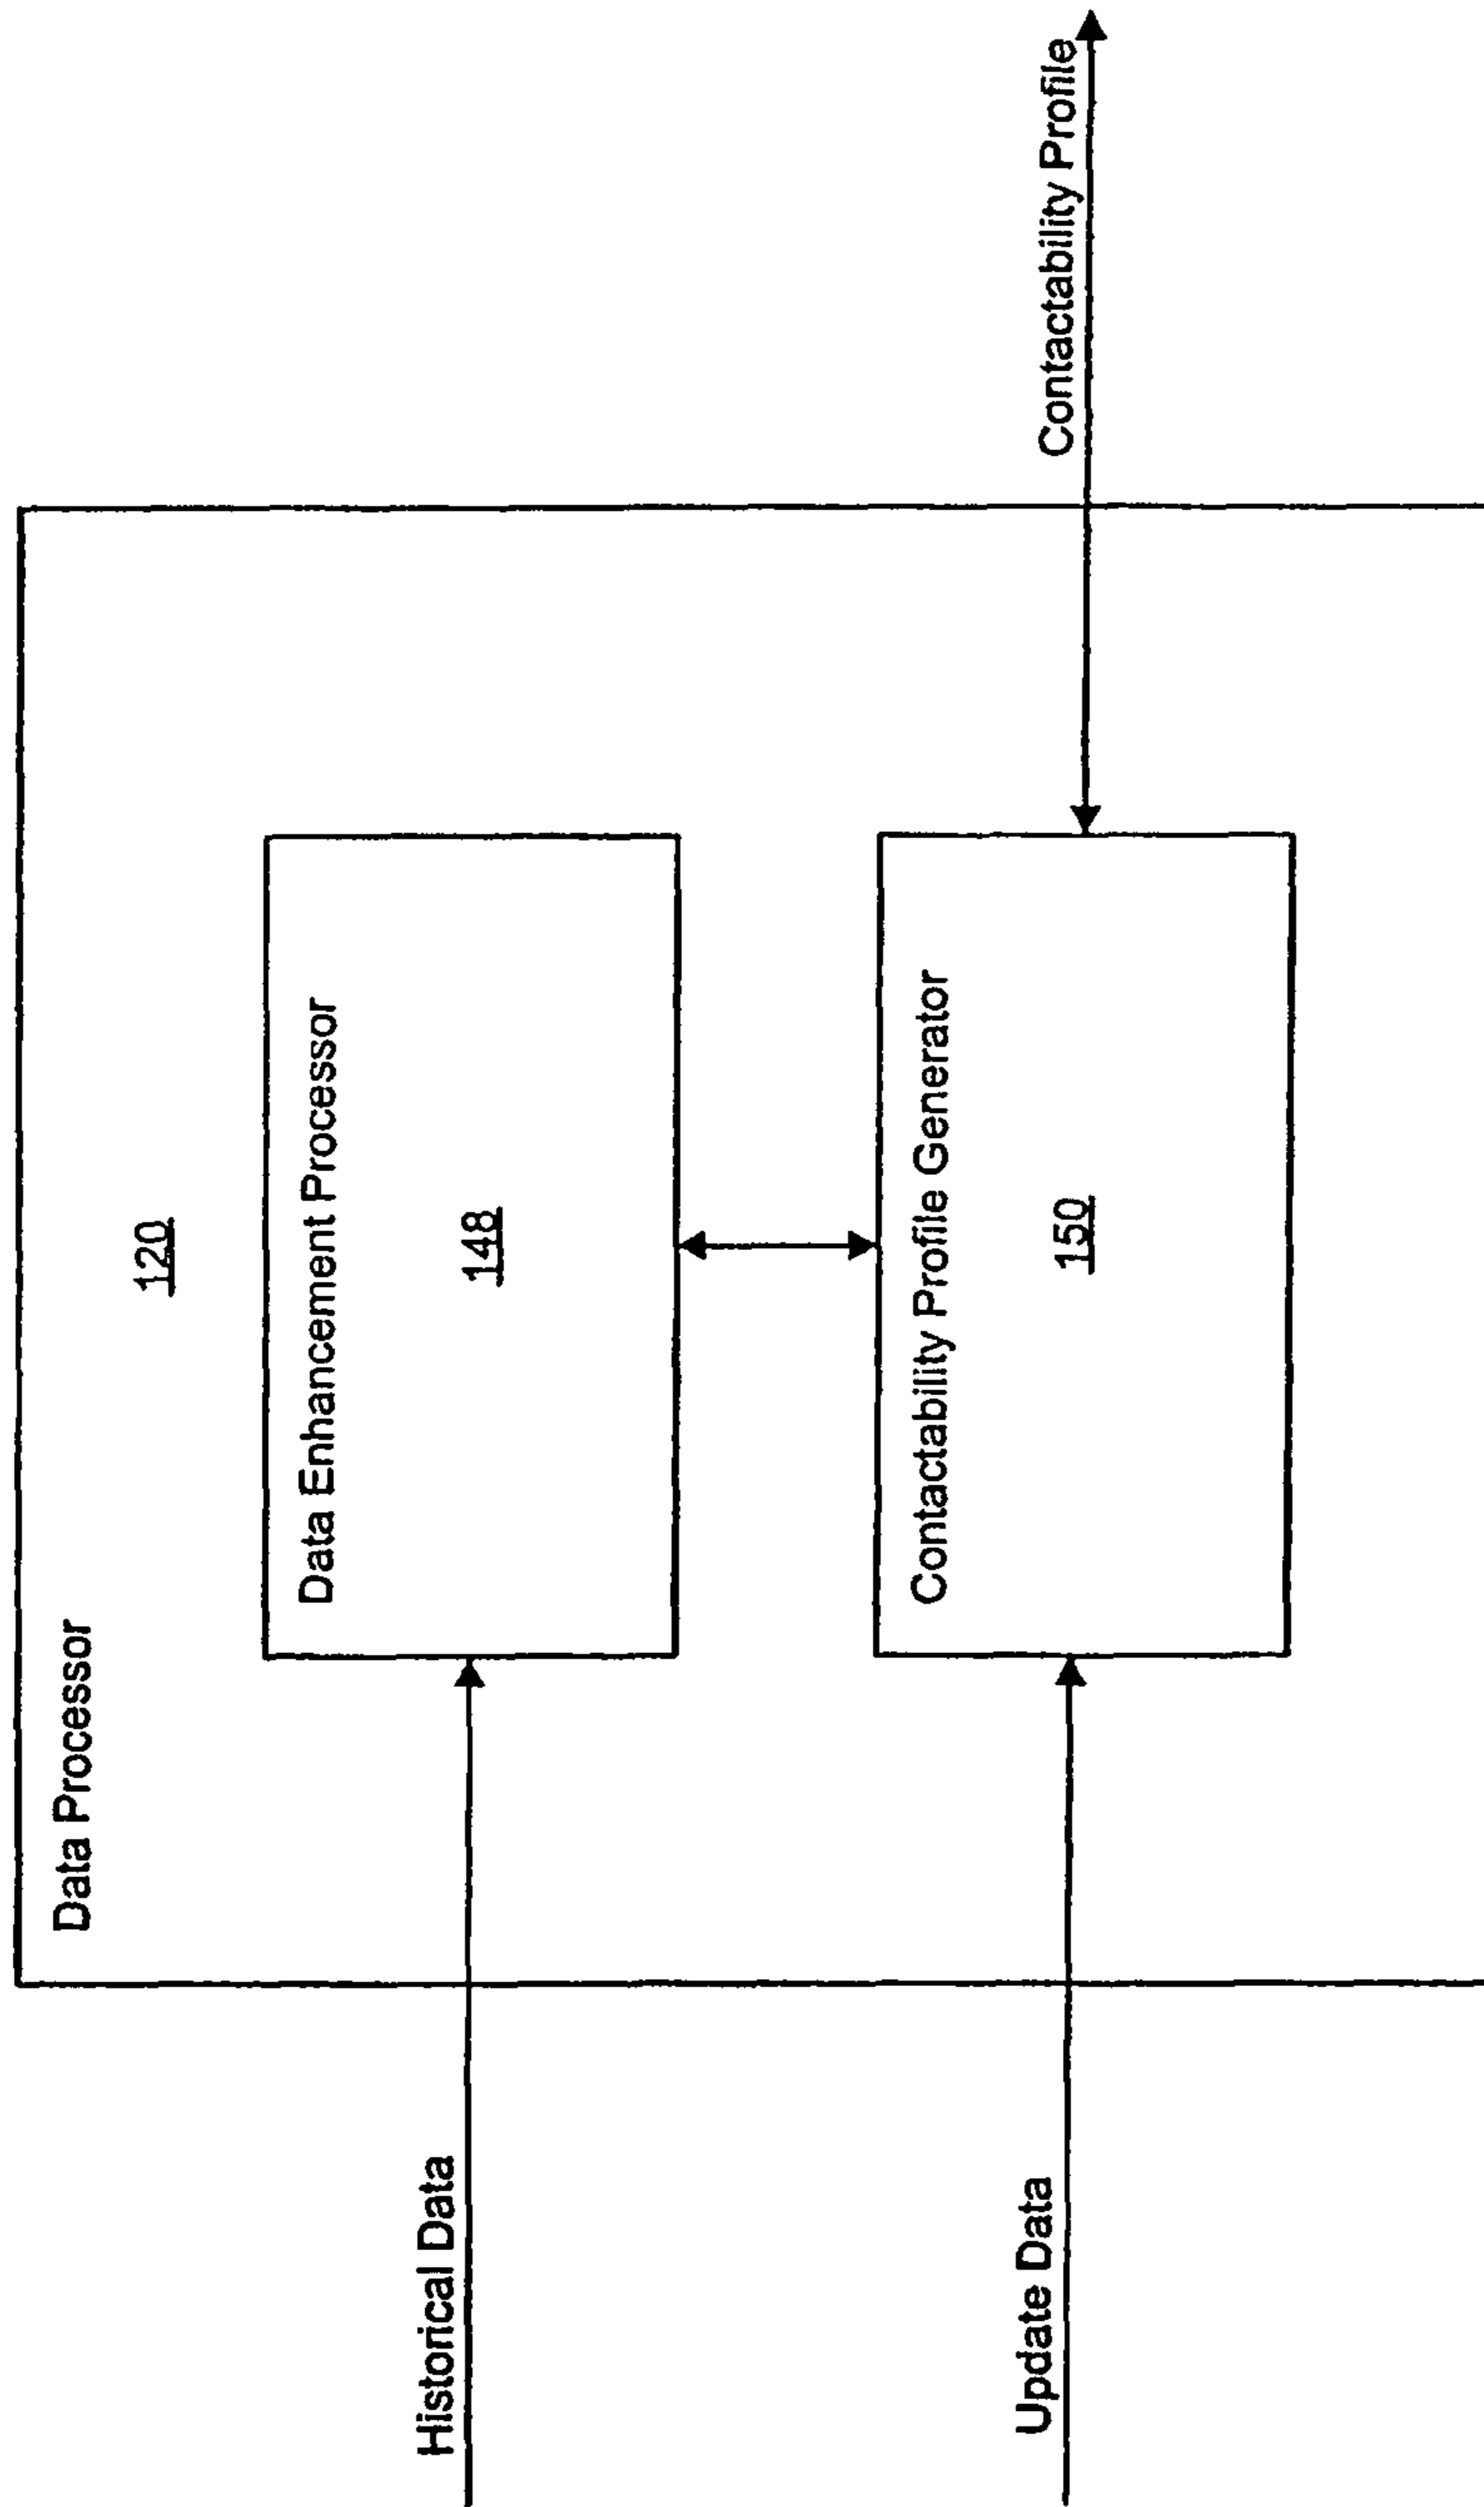 Data Processor
120
Data Enhancement Processor
148
Historical Data
Contactability Profile Generator
150
Contactability Profile
Update Data